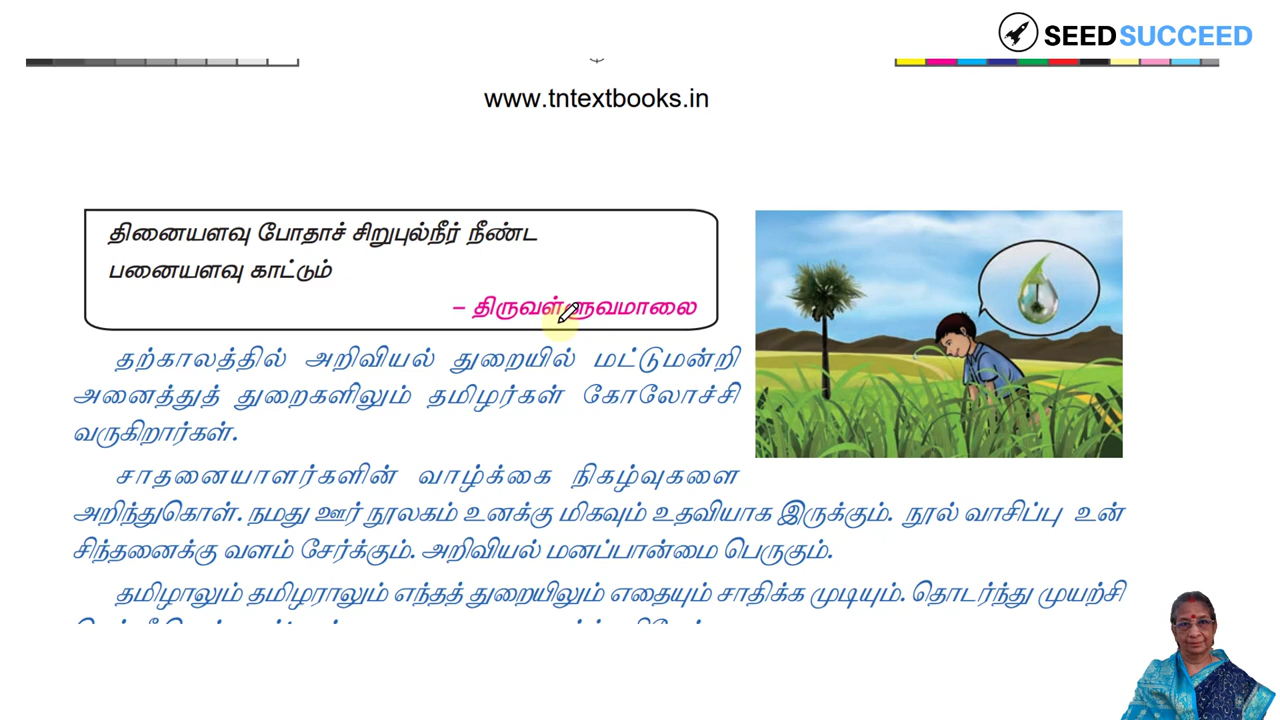 SEEDSUCCEED
www.tntextbooks.in
தினையளவு போதாச் சிறுபுல்நீர் நீண்ட
பனையளவு காட்டும்
தற்காலத்தில் அறிவியல் துறையில் மட்டுமன்றி
அனைத்துத் துறைகளிலும் தமிழர்கள் கோலோச்சி
வருகிறார்கள்.
சாதனையாளர்களின் வாழ்க்கை நிகழ்வுகளை
அறிந்துகொள். நமது ஊர் நூலகம் உனக்கு மிகவும் உதவியாக இருக்கும். நூல் வாசிப்பு உன்
சிந்தனைக்கு வளம் சேர்க்கும். அறிவியல் மனப்பான்மை பெருகும்.
தமிழாலும் தமிழராலும் எந்தத் துறையிலும் எதையும் சாதிக்க முடியும். தொடர்ந்து முயற்சி